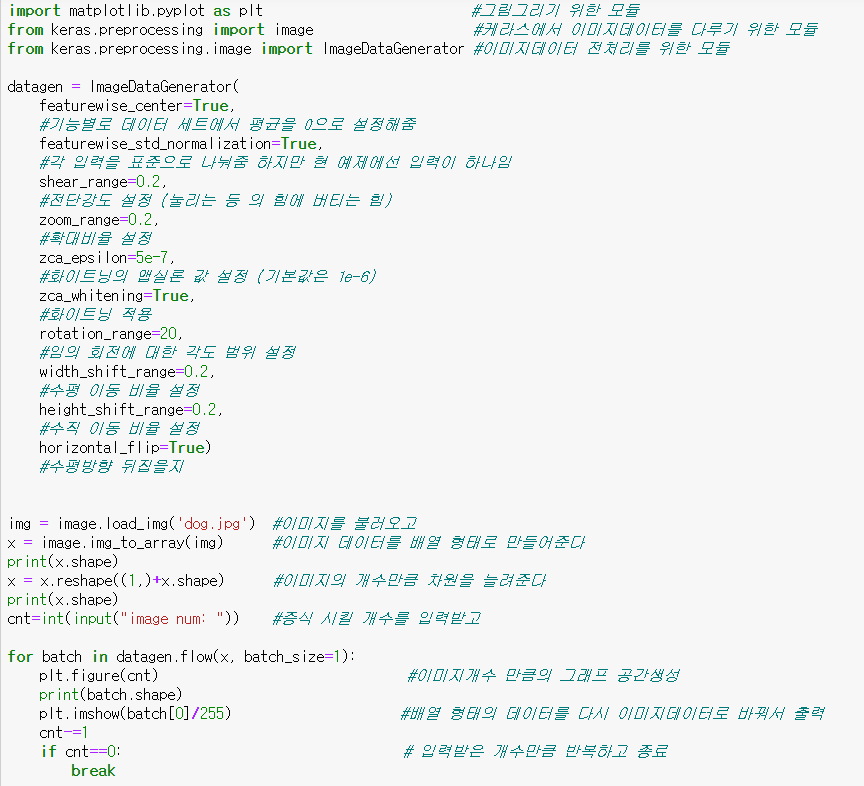 import matplotlib.pyplot as plt #그림그리기 위한 모듈
from keras.preprocessing import image #케라스에서 이미지데이터를 다루기 위한 모듈
from keras.preprocessing.image import ImageDataGenerator #이미지데이터 전처리를 위한 모듈
datagen = ImageDataGenerator(
featurewise_center=True,
#기능별로 데이터 세트에서 평균을 0으로 설정해줌
featurewise_std_normalization=True,
#각 입력을 표준으로 나눠줌 하지만 현 예제에선 입력이 하나임
shear_range=0.2,
#전단강도 설정 (눌리는 등 의 힘에 버티는 힘)
zoom_range=0.2,
#확대비율 설정
zca_epsilon=5e-7,
#화이트닝의 앱실론 값 설정 (기본값은 1e-6)
zca_whitening=True,
#화이트닝 적용
rotation_range=20,
#임의 회전에 대한 각도 범위 설정
width_shift_range=0.2,
#수평 이동 비율 설정
height_shift_range=0.2,
#수직 이동 비율 설정
horizontal_flip=True)
#수평방향 뒤집을지
img = image.load_img('dog.jpg') #이미지를 불러오고
x = image.img_to_array(img) #이미지 데이터를 배열 형태로 만들어준다
print(x.shape)
x = x.reshape((1,)+x.shape) #이미지의 개수만큼 차원을 늘려준다
print(x.shape)
cnt=int(input("image num: ")) #증식 시킬 개수를 입력받고
for batch in datagen.flow(x, batch_size=1):
plt.figure(cnt) #이미지개수 만큼의 그래프 공간생성
print(batch.shape)
plt.imshow(batch[0]/255) #배열 형태의 데이터를 다시 이미지데이터로 바꿔서 출력
cnt-=1
if cnt==0: # 입력받은 개수만큼 반복하고 종료
break